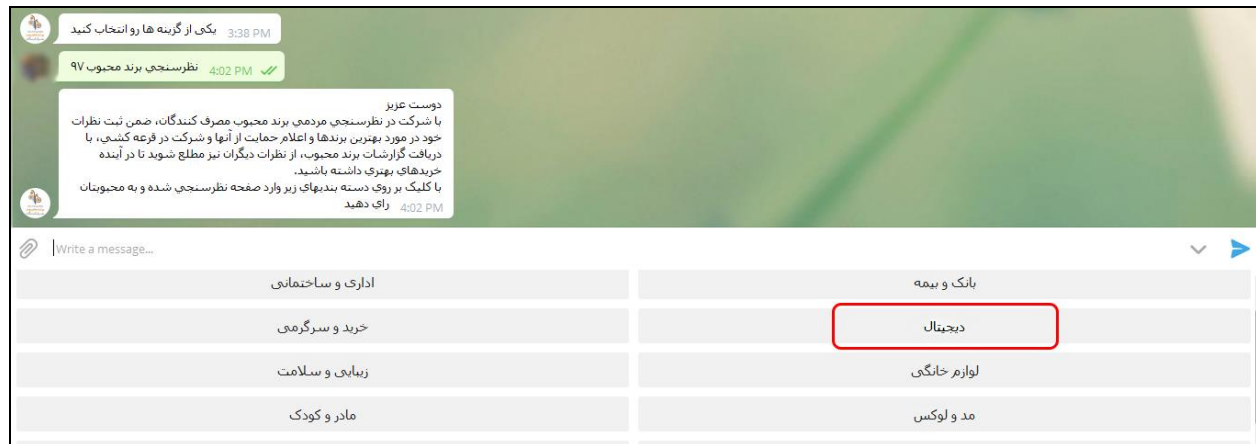 یکی از گزینه ها رو انتخاب کنید
3:38 PM
نظرسنجي برند محبوب ۹۷
4:02 PM
دوست عزیز
با شرکت در نظرسنجي مردمي برند محبوب مصرف کنندگان، ضمن ثبت نظرات
خود در مورد بهترین برندها و اعلام حمایت از آنها و شرکت در قرعه کشي، با
دریافت گزارشات برند محبوب، از نظرات دیگران نیز مطلع شوید تا در آینده
خریدهاي بهتري داشته باشید.
با کلیک بر روي دسته بندیهاي زیر وارد صفحه نظرسنجي شده و به محبوبتان
راي دهید
4:02 PM
Write a message...
بانک و بیمه
اداری و ساختمانی
دیجیتال
خرید و سرگرمی
لوازم خانگی
زیبایی و سلامت
مد و لوکس
مادر و کودک